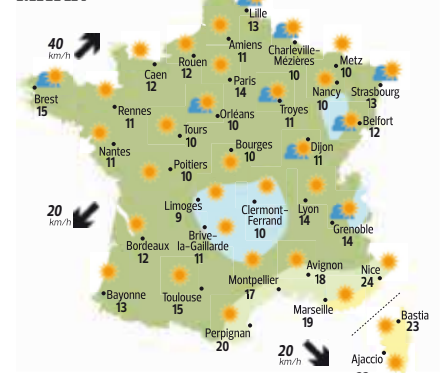 Lille
13
40
km/h
Amiens
11
Charleville-
Mézières
10
Rouen
12
Metz
10
Caen
12
Paris
14
Nancy
10
Strasbourg
13
Brest
15
Rennes
11
Orléans
10
Troyes
11
Belfort
12
Tours
10
Nantes
11
Bourges
10
Dijon
11
Poitiers
10
20
km/h
Limoges
9
Clermont-
Ferrand
10
Lyon
14
Grenoble
14
Bordeaux
12
Brive-
la-Gaillarde
11
Avignon
18
Nice
24
Montpellier
17
Bayonne
13
Toulouse
15
Marseille
19
Bastia
23
Perpignan
20
20
km/h
Ajaccio